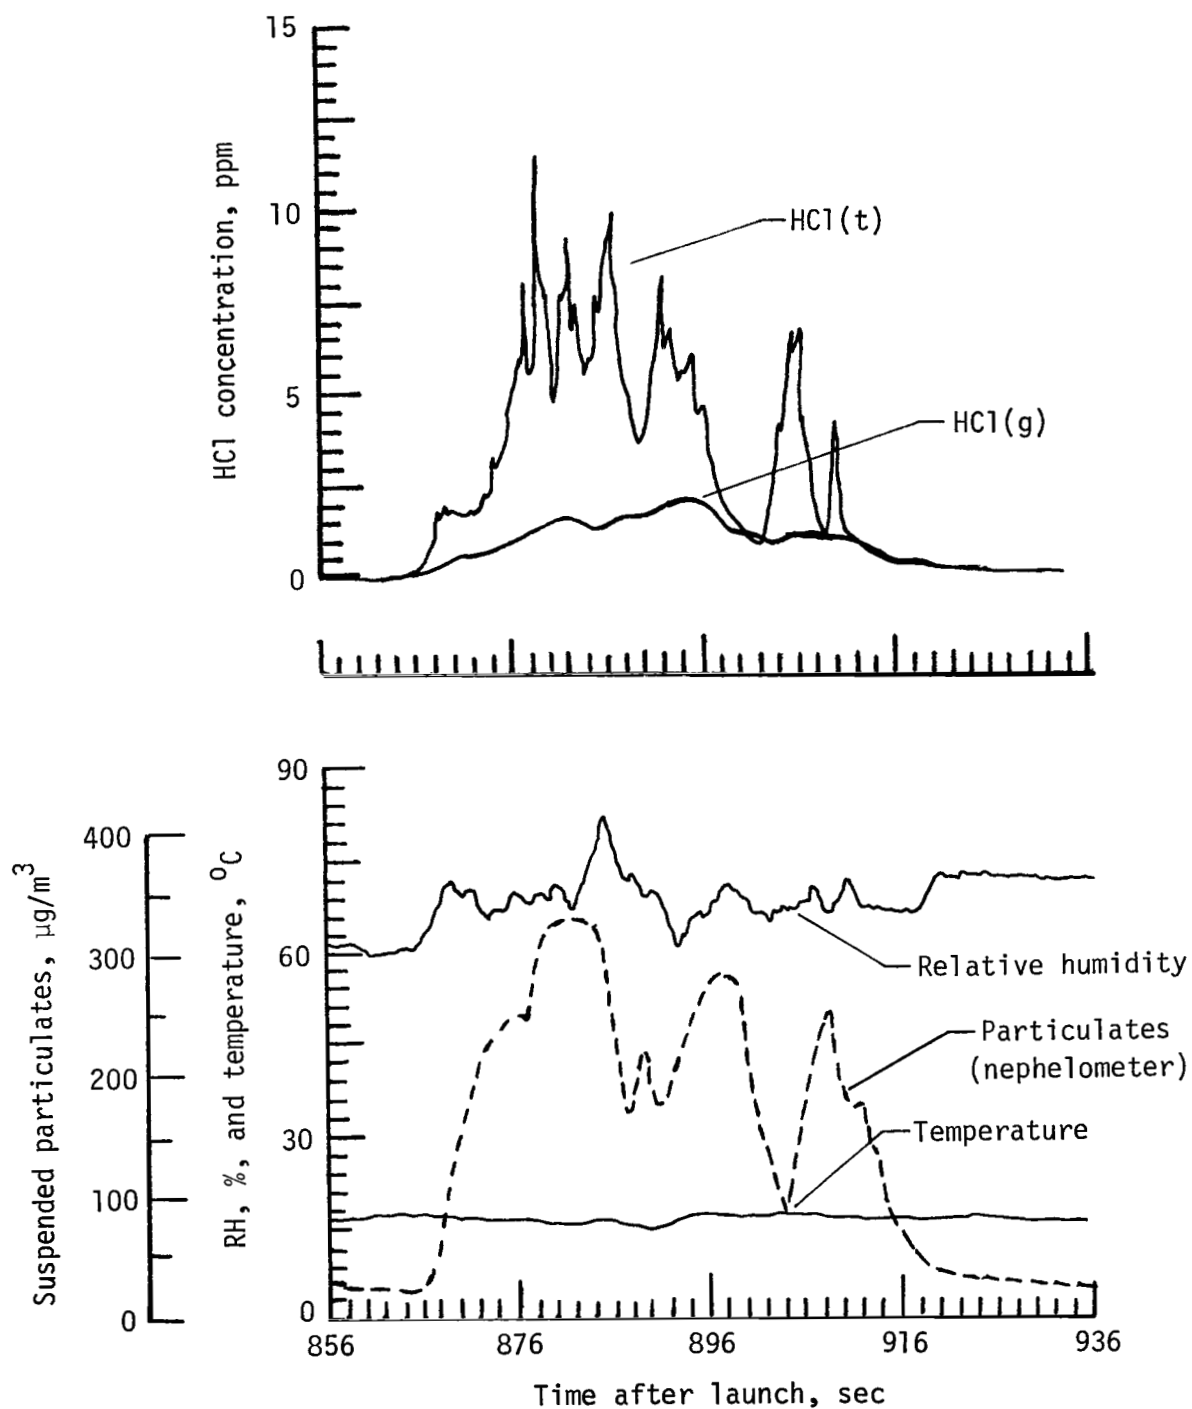 15
10
5
0
HCl concentration, ppm
HCl(t)
HCl(g)
90
60
30
0
RH, %, and temperature, °C
400
300
200
100
0
Suspended particulates, µg/m³
Relative humidity
Particulates
(nephelometer)
Temperature
856 876 896 916 936
Time after launch, sec